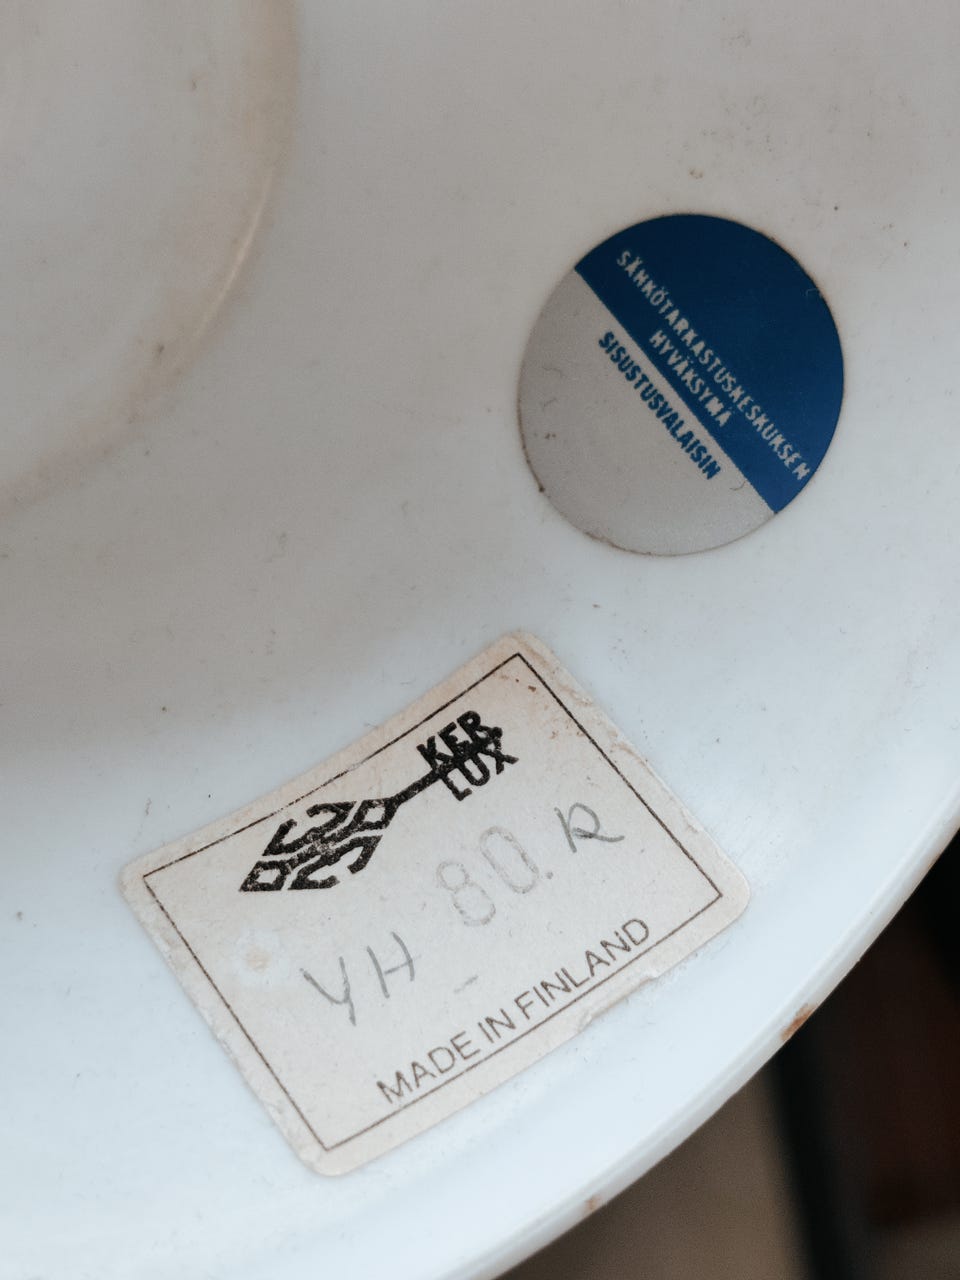 SÄHKÖTARKASTUSKESKUKSEN
HYVÄKSYMÄ
SISUSTUSVALAISIN
KER
LUX
80. R
YH -
MADE IN FINLAND